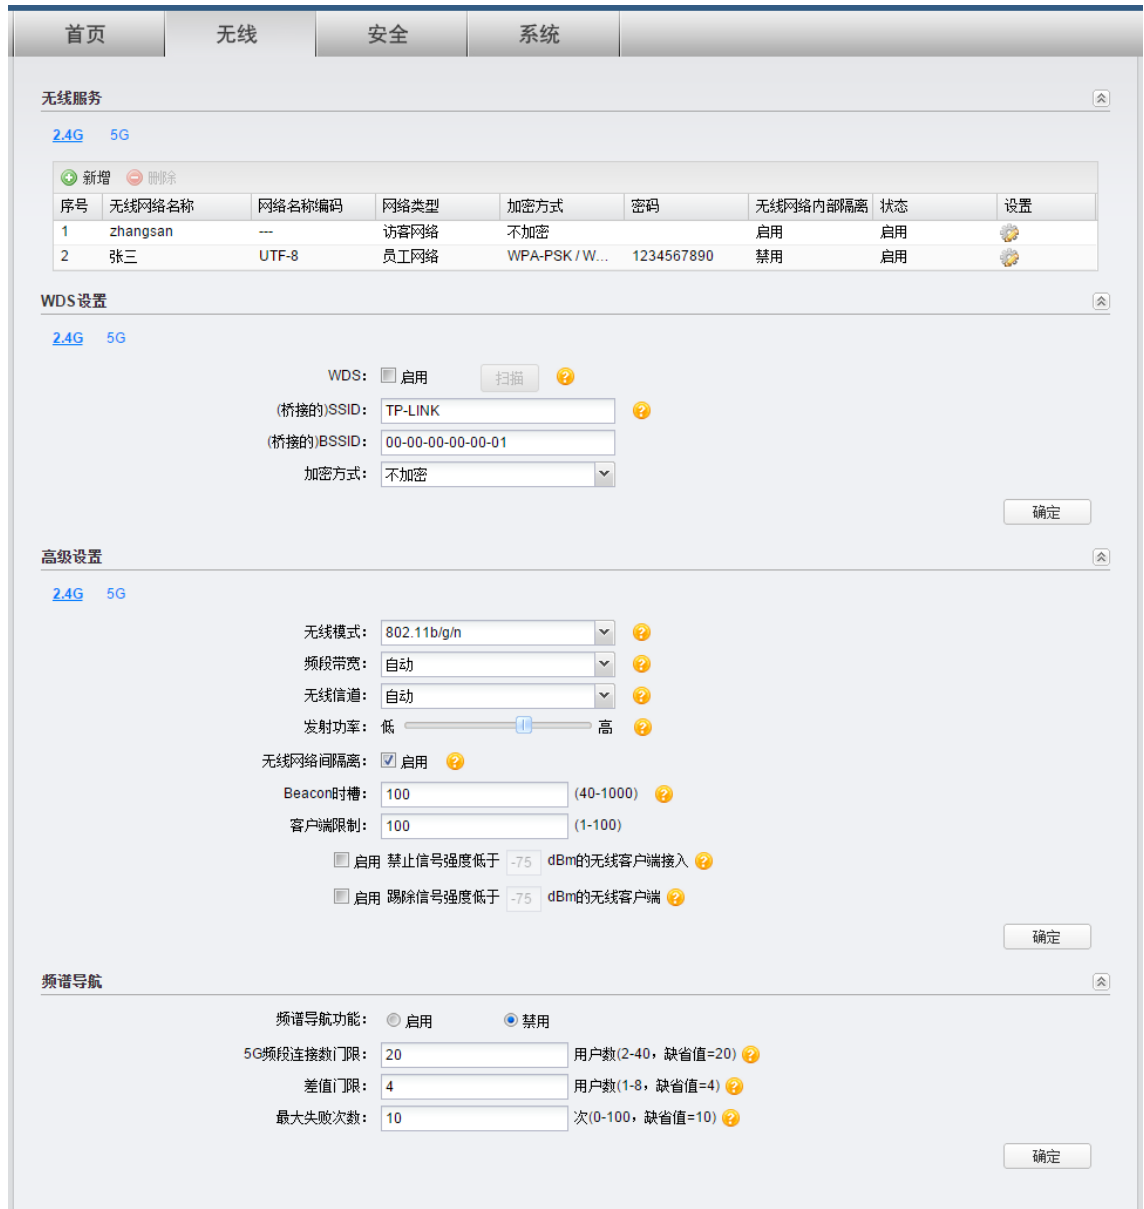 首页 无线 安全 系统
无线服务
2.4G 5G
新增 删除
序号 无线网络名称 网络名称编码 网络类型 加密方式 密码 无线网络内部隔离 状态 设置
1 zhangsan --- 访客网络 不加密 启用 启用
2 张三 UTF-8 员工网络 WPA-PSK / W... 1234567890 禁用 启用
WDS设置
2.4G 5G
WDS: 启用 扫描
(桥接的)SSID: TP-LINK
(桥接的)BSSID: 00-00-00-00-00-01
加密方式: 不加密
确定
高级设置
2.4G 5G
无线模式: 802.11b/g/n
频段带宽: 自动
无线信道: 自动
发射功率: 低 高
无线网络间隔离: 启用
Beacon时槽: 100 (40-1000)
客户端限制: 100 (1-100)
启用 禁止信号强度低于 -75 dBm的无线客户端接入
启用 踢除信号强度低于 -75 dBm的无线客户端
确定
频谱导航
频谱导航功能: 启用 禁用
5G频段连接数门限: 20 用户数(2-40，缺省值=20)
差值门限: 4 用户数(1-8，缺省值=4)
最大失败次数: 10 次(0-100，缺省值=10)
确定